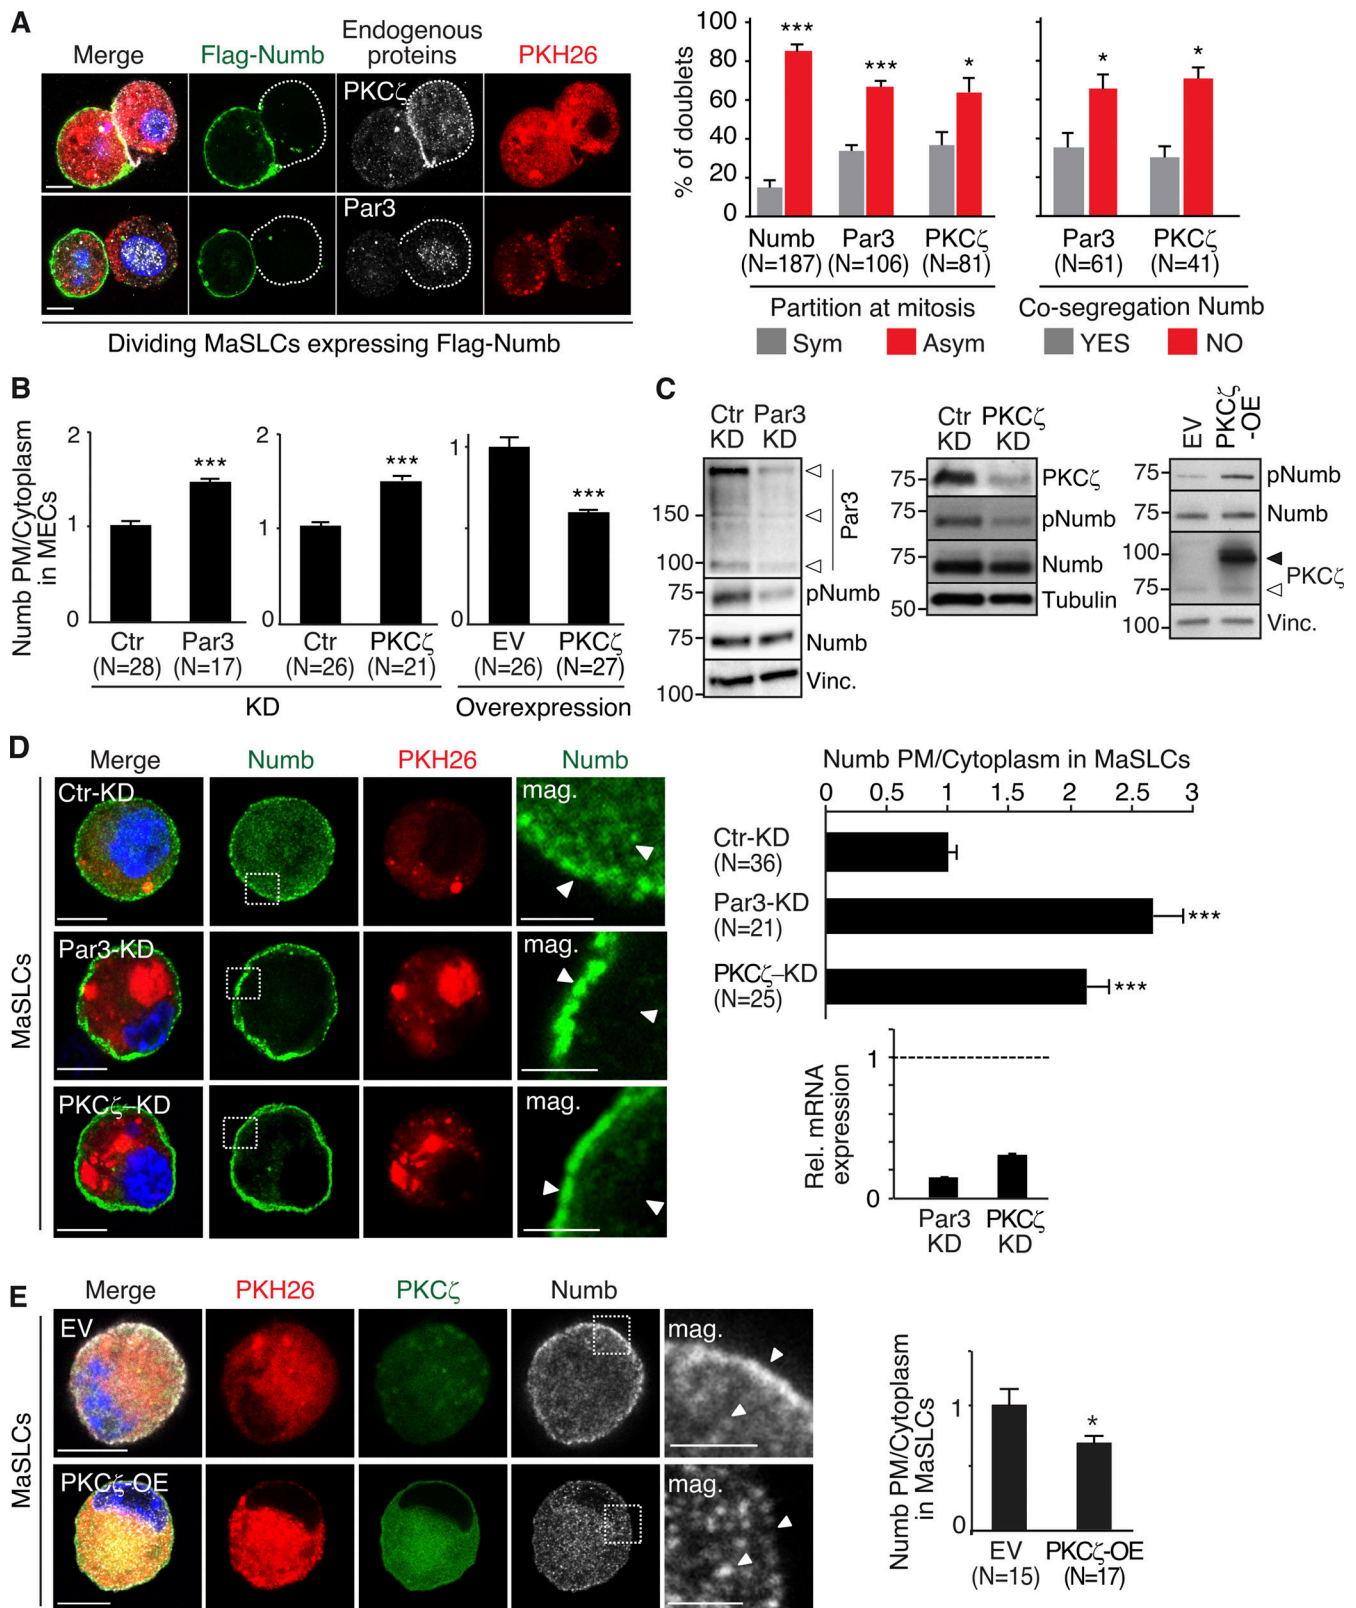 A
Merge
Flag-Numb
Endogenous
proteins
PKH26
PKCζ
Par3
Dividing MaSLCs expressing Flag-Numb
% of doublets
100
80
60
40
20
0
***
***
*
*
*
Numb
(N=187)
Par3
(N=106)
PKCζ
(N=81)
Par3
(N=61)
PKCζ
(N=41)
Partition at mitosis
Sym
Asym
Co-segregation Numb
YES
NO
B
Numb PM/Cytoplasm
in MECs
2
1
0
***
Ctr
(N=28)
Par3
(N=17)
2
1
0
***
Ctr
(N=26)
PKCζ
(N=21)
KD
1
0
***
EV
(N=26)
PKCζ
(N=27)
Overexpression
C
Ctr
KD
Par3
KD
150
100
75
75
100
Par3
pNumb
Numb
Vinc.
Ctr
KD
PKCζ
KD
75
75
75
50
PKCζ
pNumb
Numb
Tubulin
EV
PKCζ
-OE
75
75
100
75
100
pNumb
Numb
PKCζ
Vinc.
D
MaSLCs
Merge
Numb
PKH26
Numb
Ctr-KD
mag.
Par3-KD
mag.
PKCζ–KD
mag.
Numb PM/Cytoplasm in MaSLCs
0 0.5 1 1.5 2 2.5 3
Ctr-KD
(N=36)
Par3-KD
(N=21)
***
PKCζ–KD
(N=25)
***
Rel. mRNA
expression
1
0
Par3
KD
PKCζ
KD
E
MaSLCs
Merge
PKH26
PKCζ
Numb
EV
mag.
PKCζ-OE
mag.
Numb PM/Cytoplasm
in MaSLCs
1
0
*
EV
(N=15)
PKCζ-OE
(N=17)